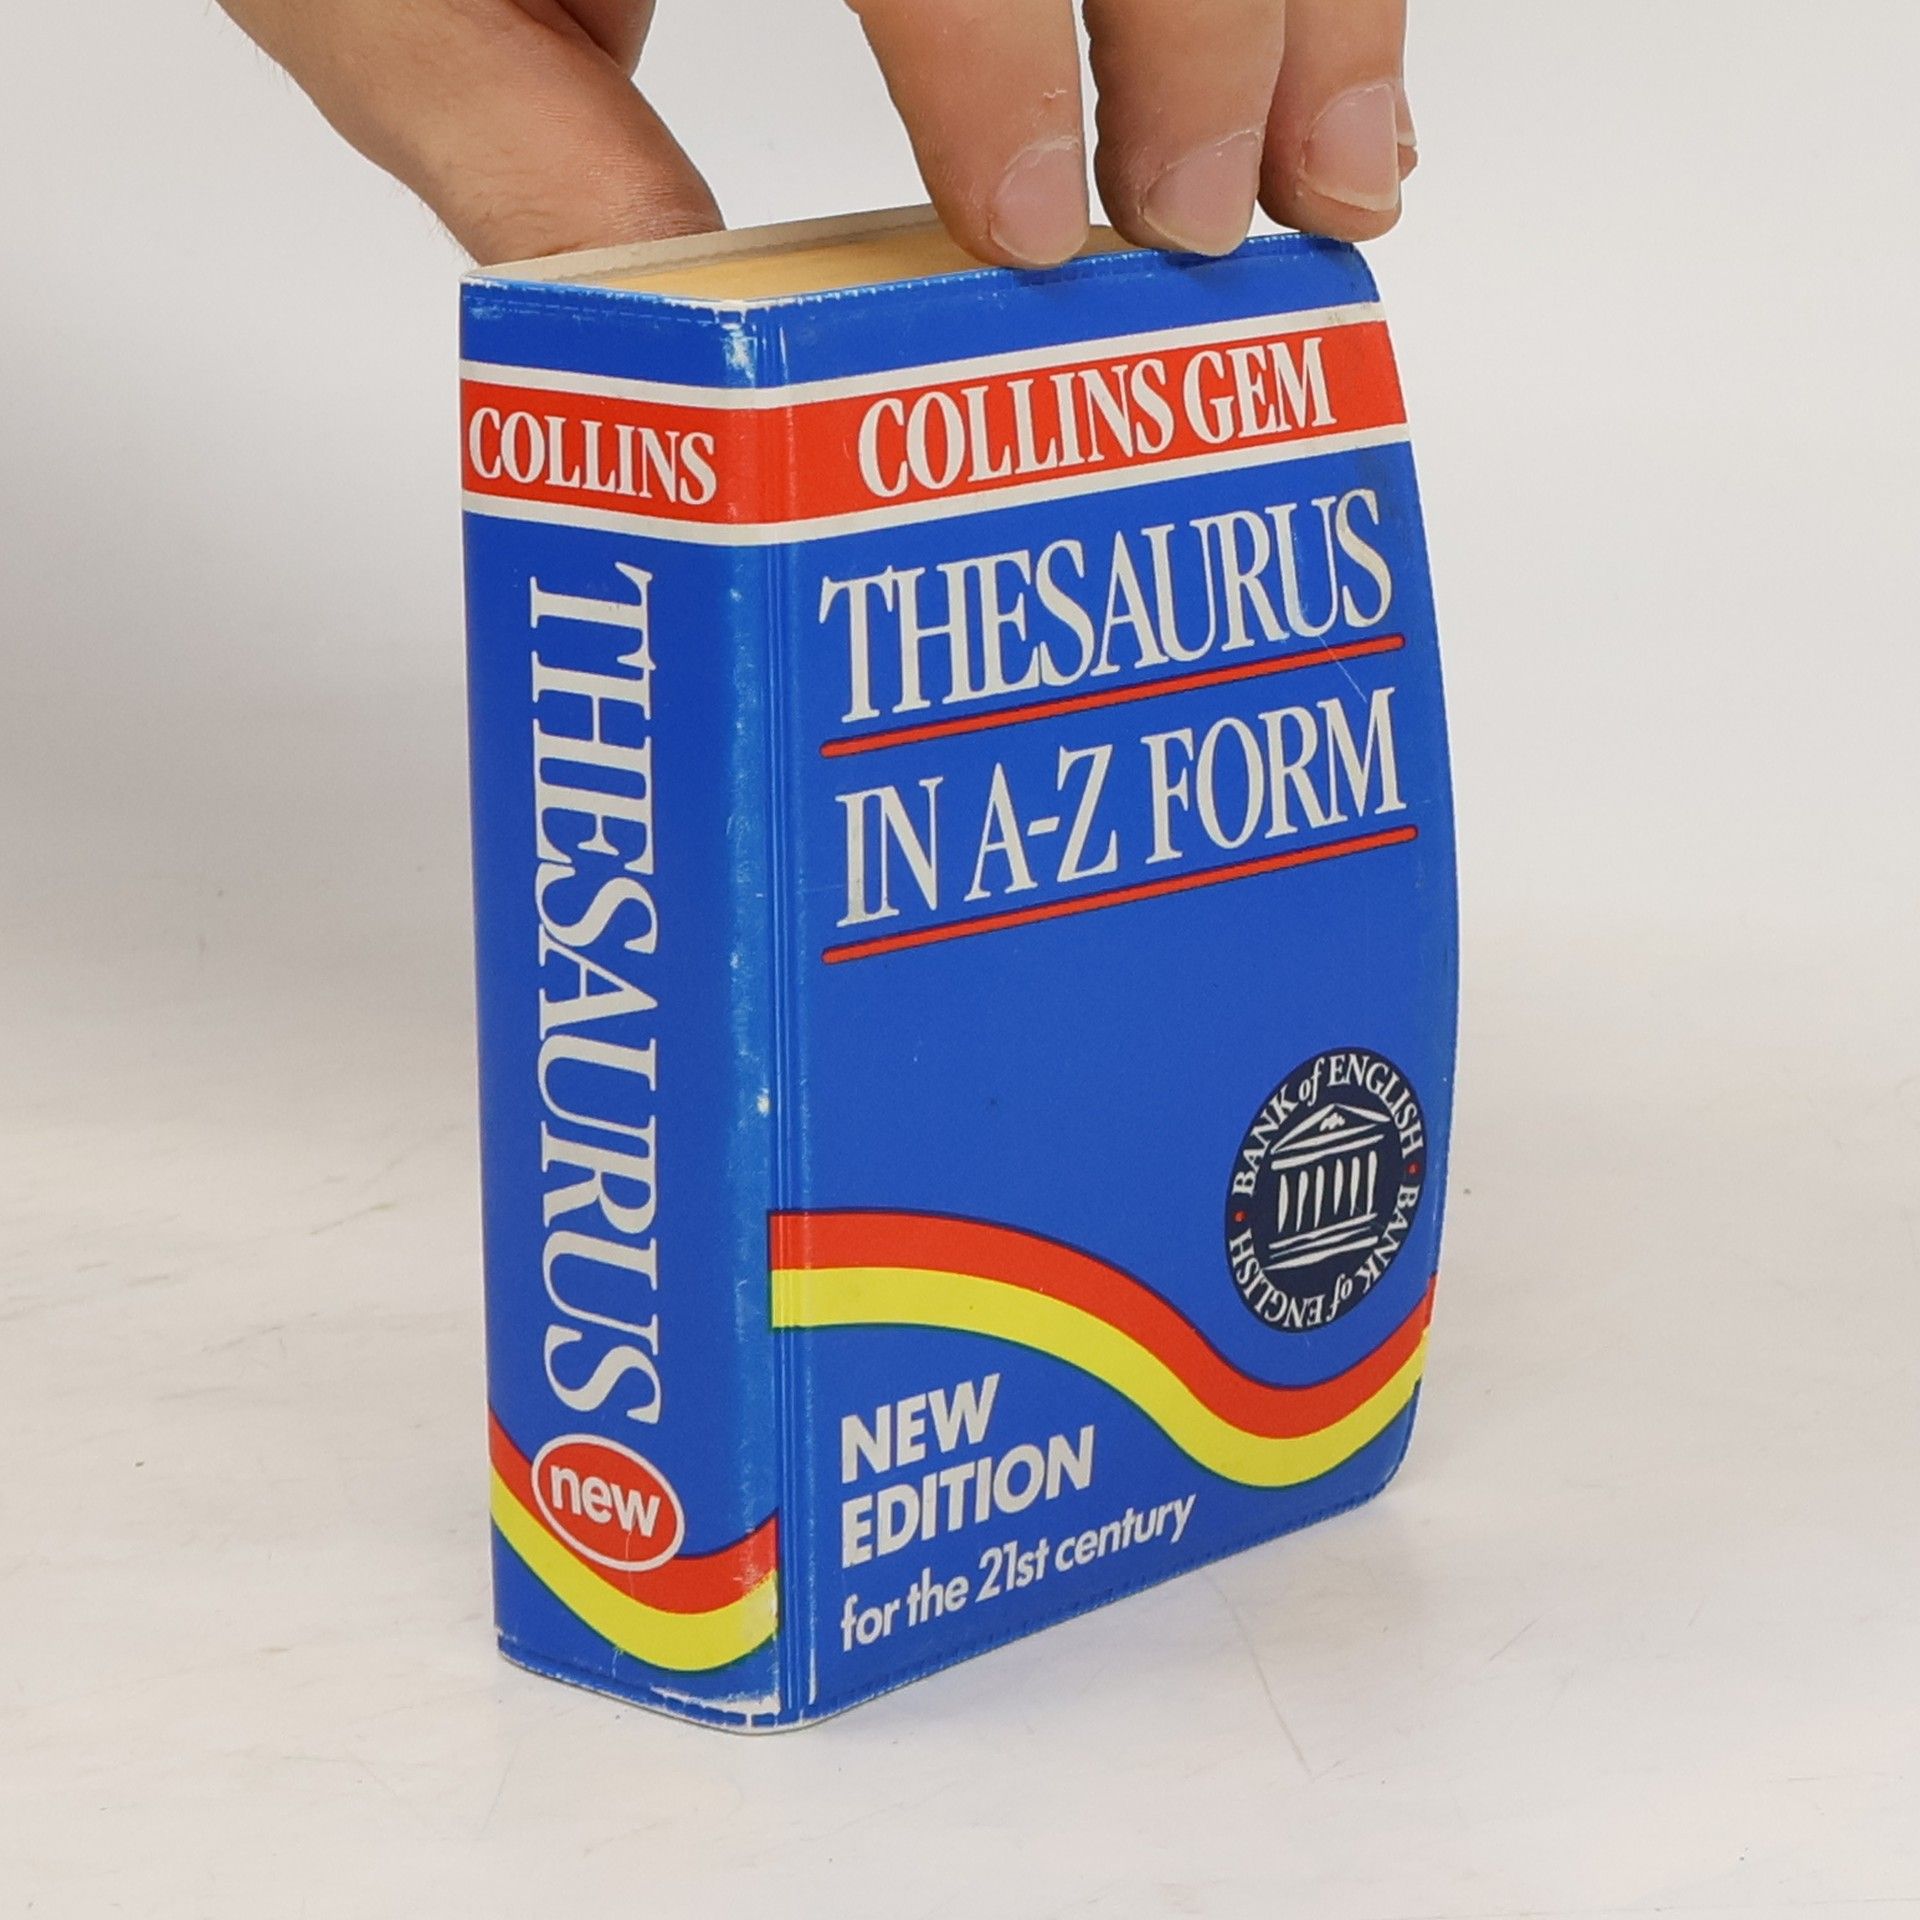 COLLINS
THESAURUS
new
COLLINS GEM
THESAURUS
IN A-Z FORM
BANK of ENGLISH • BANK of ENGLISH •
NEW
EDITION
for the 21st century